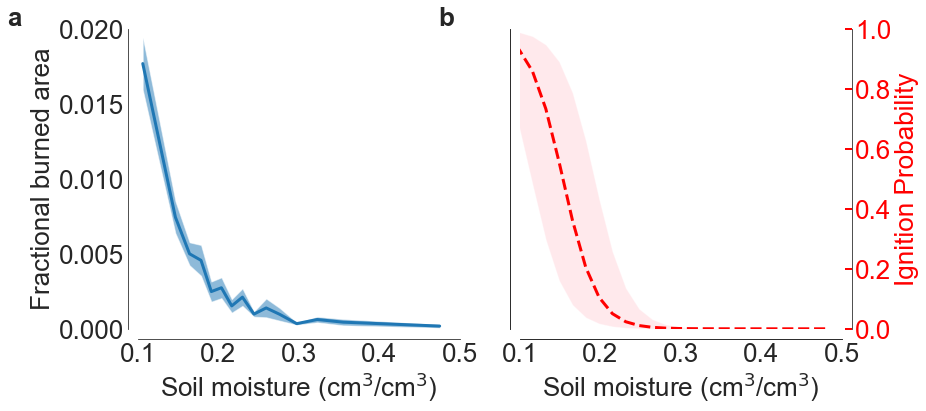 a
Fractional burned area
0.020
0.015
0.010
0.005
0.000
0.1 0.2 0.3 0.4 0.5
Soil moisture (cm³/cm³)
b
1.0
0.8
0.6
0.4
0.2
0.0
Ignition Probability
0.1 0.2 0.3 0.4 0.5
Soil moisture (cm³/cm³)